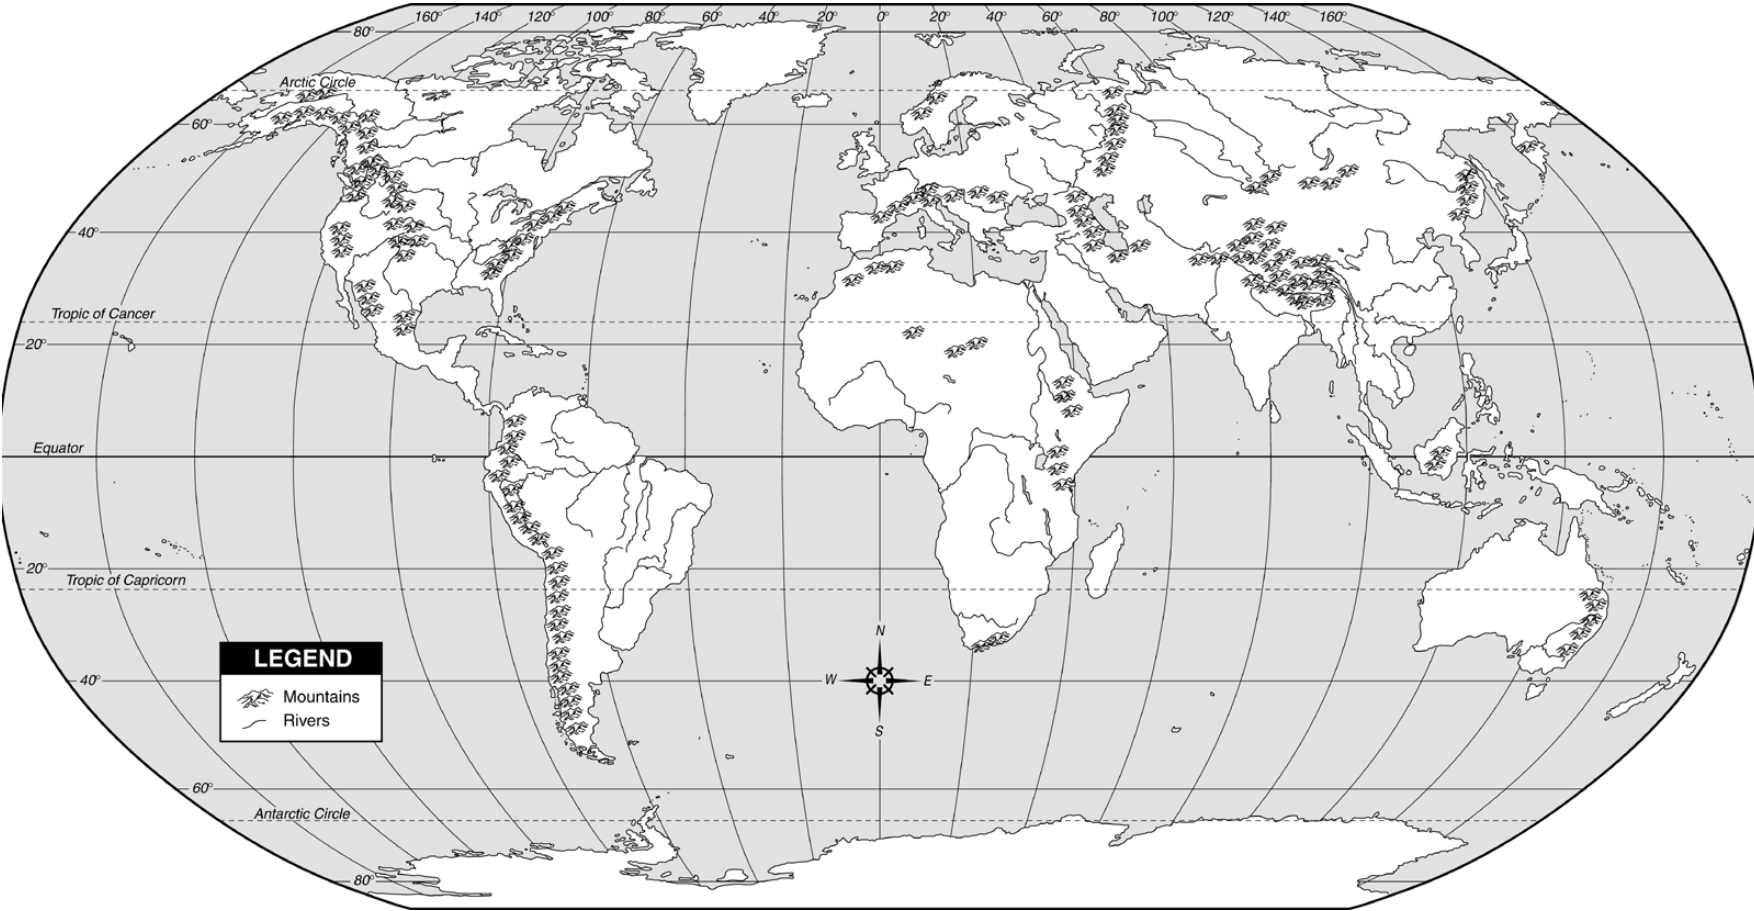 160° 140° 120° 100° 80° 60° 40° 20° 0° 20° 40° 60° 80° 100° 120° 140° 160°
80°
Arctic Circle
60°
40°
Tropic of Cancer
20°
Equator
20°
Tropic of Capricorn
N
W E
S
LEGEND
Mountains
Rivers
40°
60°
Antarctic Circle
80°